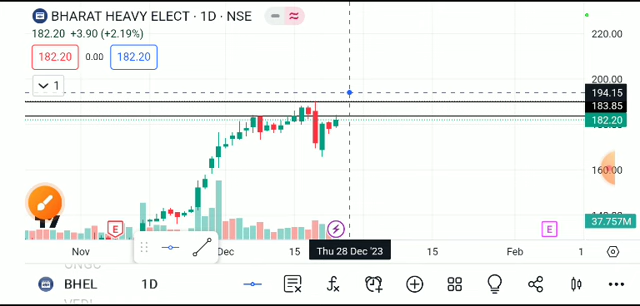 BHARAT HEAVY ELECT · 1D · NSE
182.20 +3.90 (+2.19%)
182.20 0.00 182.20
1
220.00
200.00
194.15
183.85
182.20
160.00
37.757M
E
E
Nov
Dec
15
Thu 28 Dec '23
15
Feb
1
BHEL 1D